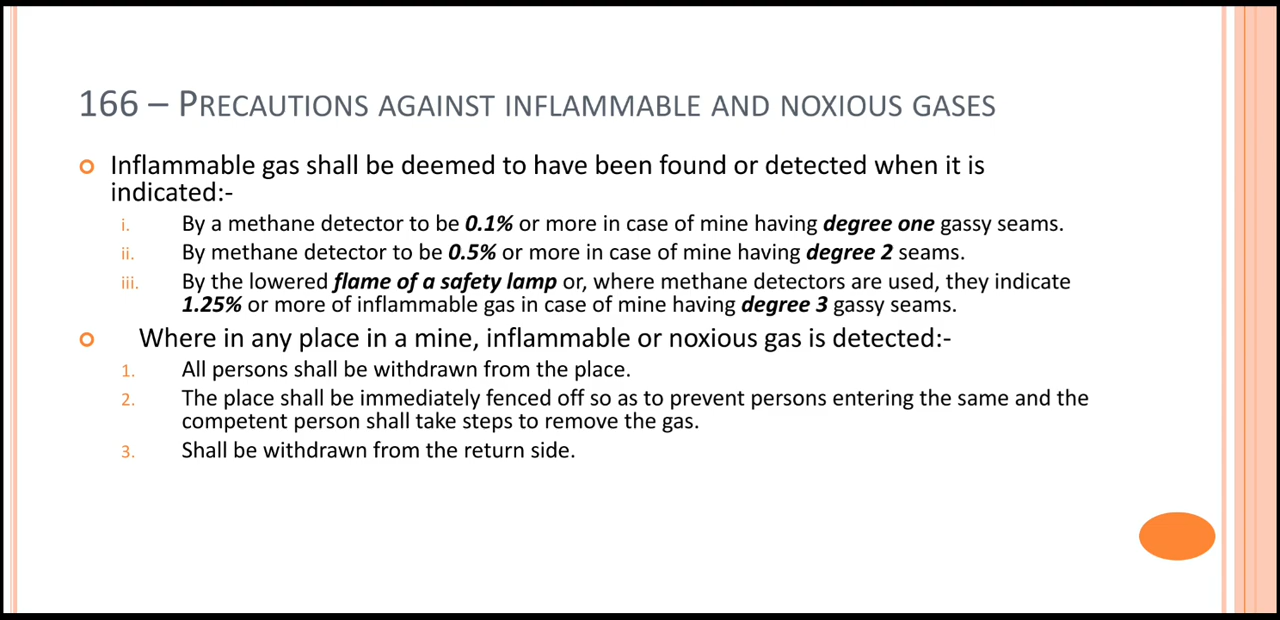 166 – PRECAUTIONS AGAINST INFLAMMABLE AND NOXIOUS GASES
Inflammable gas shall be deemed to have been found or detected when it is
indicated:-
i. By a methane detector to be 0.1% or more in case of mine having degree one gassy seams.
ii. By methane detector to be 0.5% or more in case of mine having degree 2 seams.
iii. By the lowered flame of a safety lamp or, where methane detectors are used, they indicate
1.25% or more of inflammable gas in case of mine having degree 3 gassy seams.
Where in any place in a mine, inflammable or noxious gas is detected:-
1. All persons shall be withdrawn from the place.
2. The place shall be immediately fenced off so as to prevent persons entering the same and the
competent person shall take steps to remove the gas.
3. Shall be withdrawn from the return side.